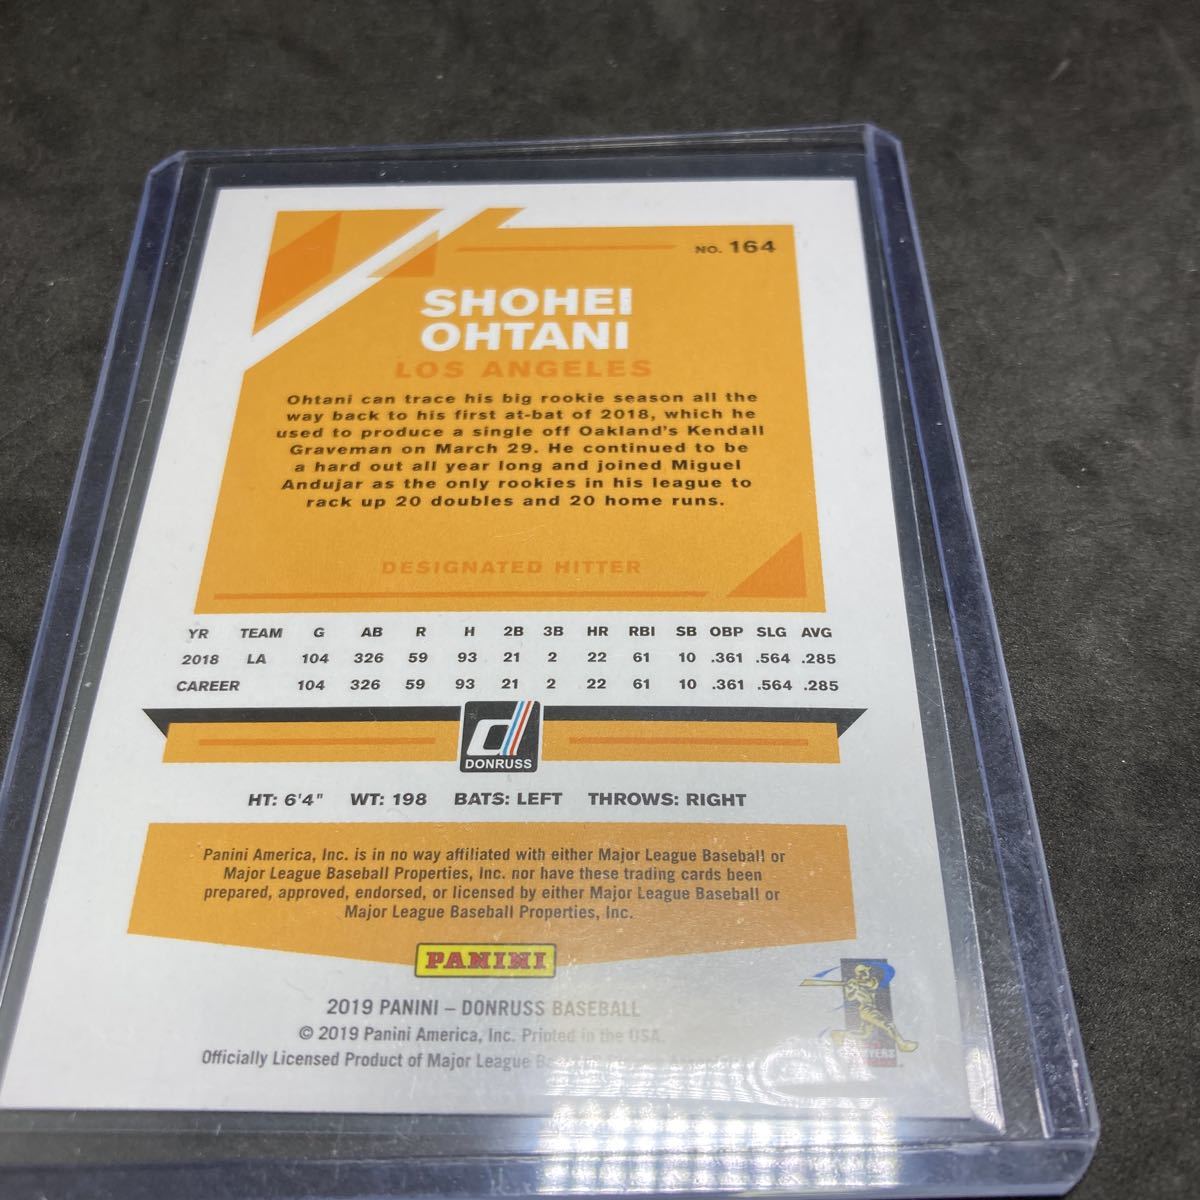 NO. 164
SHOHEI
OHTANI
LOS ANGELES
Ohtani can trace his big rookie season all the
way back to his first at-bat of 2018, which he
used to produce a single off Oakland's Kendall
Graveman on March 29. He continued to be
a hard out all year long and joined Miguel
Andujar as the only rookies in his league to
rack up 20 doubles and 20 home runs.
DESIGNATED HITTER
YR TEAM G AB R H 2B 3B HR RBI SB OBP SLG AVG
2018 LA 104 326 59 93 21 2 22 61 10 .361 .564 .285
CAREER 104 326 59 93 21 2 22 61 10 .361 .564 .285
d
DONRUSS
HT: 6'4" WT: 198 BATS: LEFT THROWS: RIGHT
Panini America, Inc. is in no way affiliated with either Major League Baseball or
Major League Baseball Properties, Inc. nor have these trading cards been
prepared, approved, endorsed, or licensed by either Major League Baseball or
Major League Baseball Properties, Inc.
PANINI
2019 PANINI – DONRUSS BASEBALL
© 2019 Panini America, Inc. Printed in the USA.
Officially Licensed Product of Major League